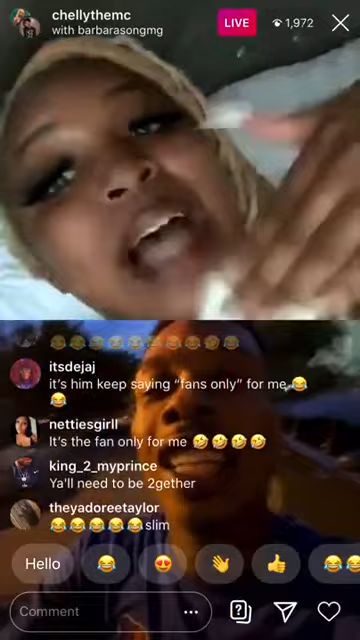 chellythemc
with barbarasongmg
LIVE
1,972
itsdejaj
it's him keep saying “fans only” for me😂
😂
nettiesgirll
It's the fan only for me 🤣🤣🤣🤣
king_2_myprince
Ya'll need to be 2gether
theyadoreetaylor
😂😂😂😂😂slim
Hello
Comment